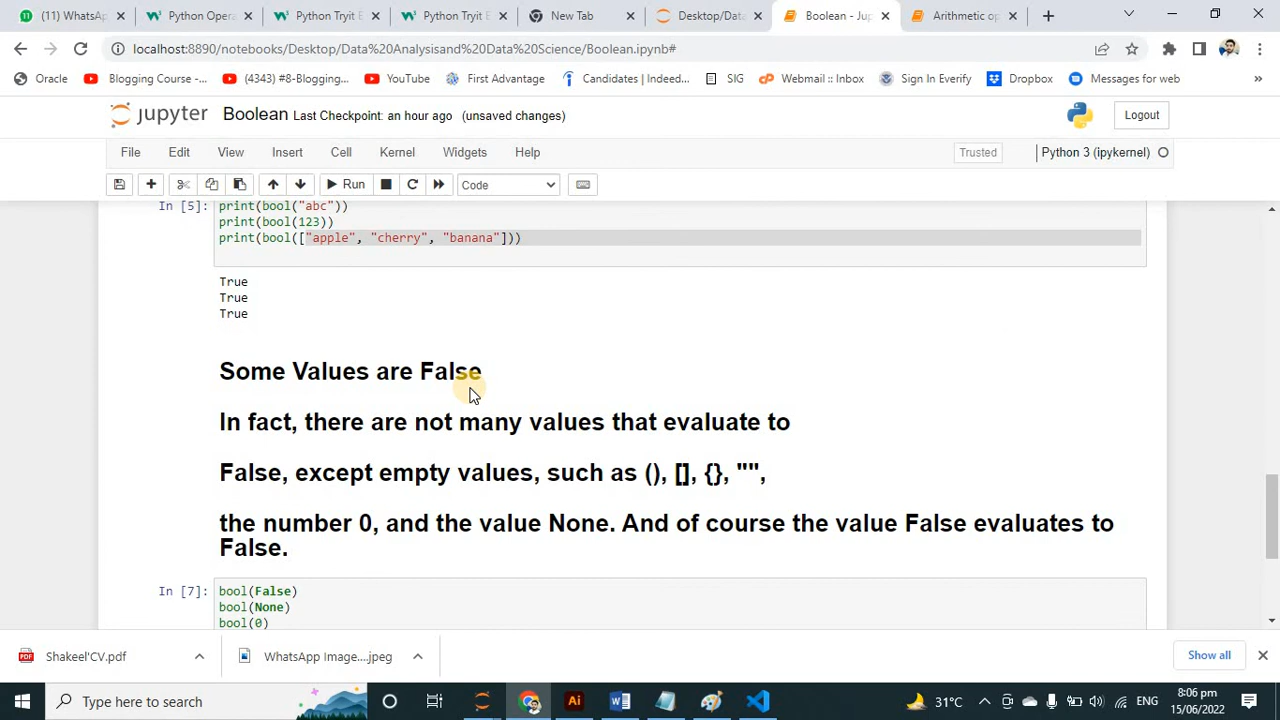 (11) WhatsA
Python Opera
Python Tryit E
Python Tryit E
New Tab
Desktop/Data
Boolean - Jup
Arithmetic op
localhost:8890/notebooks/Desktop/Data%20Analysisand%20Data%20Science/Boolean.ipynb#
Oracle
Blogging Course -...
(4343) #8-Blogging...
YouTube
First Advantage
Candidates | Indeed...
SIG
Webmail :: Inbox
Sign In Everify
Dropbox
Messages for web
»
jupyter Boolean Last Checkpoint: an hour ago (unsaved changes)
Logout
File Edit View Insert Cell Kernel Widgets Help
Trusted
Python 3 (ipykernel)
Run
Code
In [5]: print(bool("abc"))
print(bool(123))
print(bool(["apple", "cherry", "banana"]))
True
True
True
Some Values are False
In fact, there are not many values that evaluate to
False, except empty values, such as (), [], {}, "",
the number 0, and the value None. And of course the value False evaluates to
False.
In [7]: bool(False)
bool(None)
bool(0)
Shakeel'CV.pdf
WhatsApp Image....jpeg
Show all
Type here to search
Ai
31°C
ENG
8:06 pm
15/06/2022